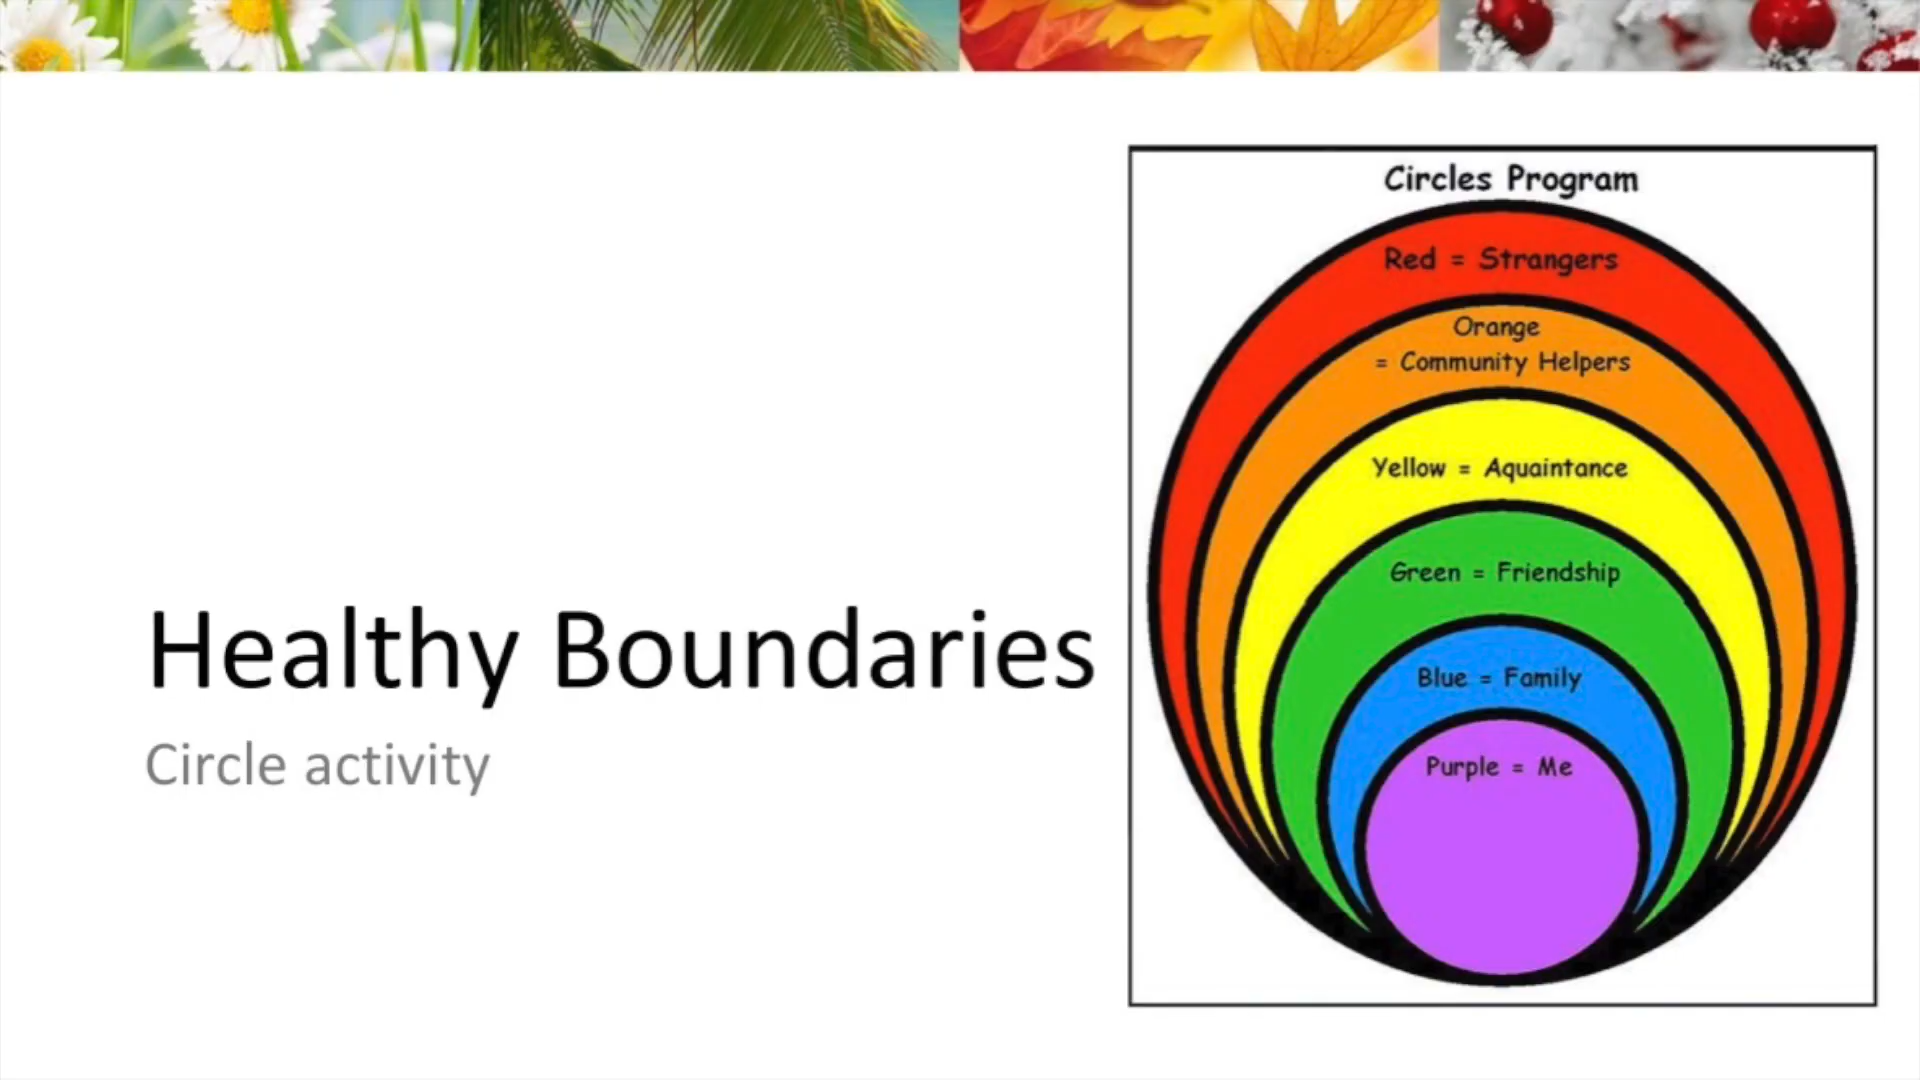 Circles Program
Red = Strangers
Orange
= Community Helpers
Yellow = Aquaintance
Green = Friendship
Blue = Family
Purple = Me
Healthy Boundaries
Circle activity